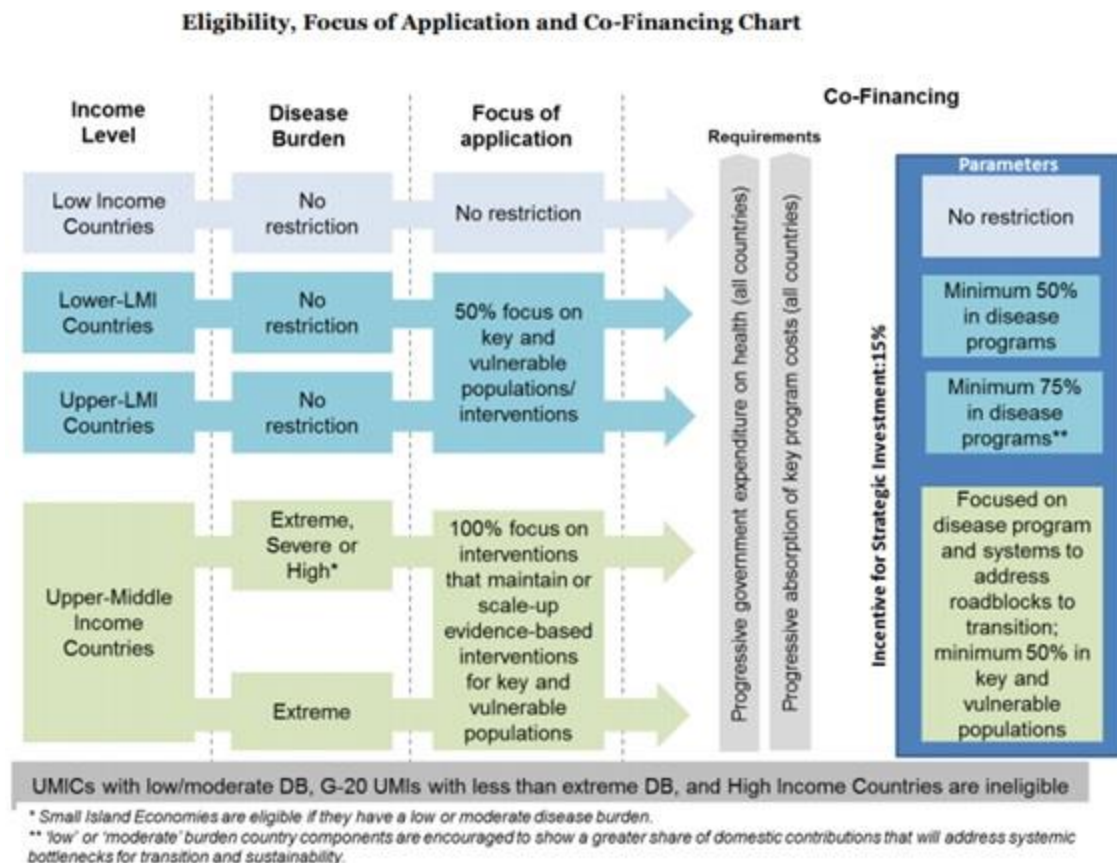 Eligibility, Focus of Application and Co-Financing Chart
Income
Level
Disease
Burden
Focus of
application
Co-Financing
Requirements
Parameters
Low Income
Countries
No
restriction
No restriction
No restriction
Lower-LMI
Countries
No
restriction
50% focus on
key and
vulnerable
populations/
interventions
Minimum 50%
in disease
programs
Upper-LMI
Countries
No
restriction
Minimum 75%
in disease
programs**
Upper-Middle
Income
Countries
Extreme,
Severe or
High*
Extreme
100% focus on
interventions
that maintain or
scale-up
evidence-based
interventions
for key and
vulnerable
populations
Progressive government expenditure on health (all countries)
Progressive absorption of key program costs (all countries)
Incentive for Strategic Investment:15%
Focused on
disease program
and systems to
address
roadblocks to
transition;
minimum 50% in
key and
vulnerable
populations
UMICs with low/moderate DB, G-20 UMIs with less than extreme DB, and High Income Countries are ineligible
* Small Island Economies are eligible if they have a low or moderate disease burden.
** 'low' or 'moderate' burden country components are encouraged to show a greater share of domestic contributions that will address systemic
bottlenecks for transition and sustainability.